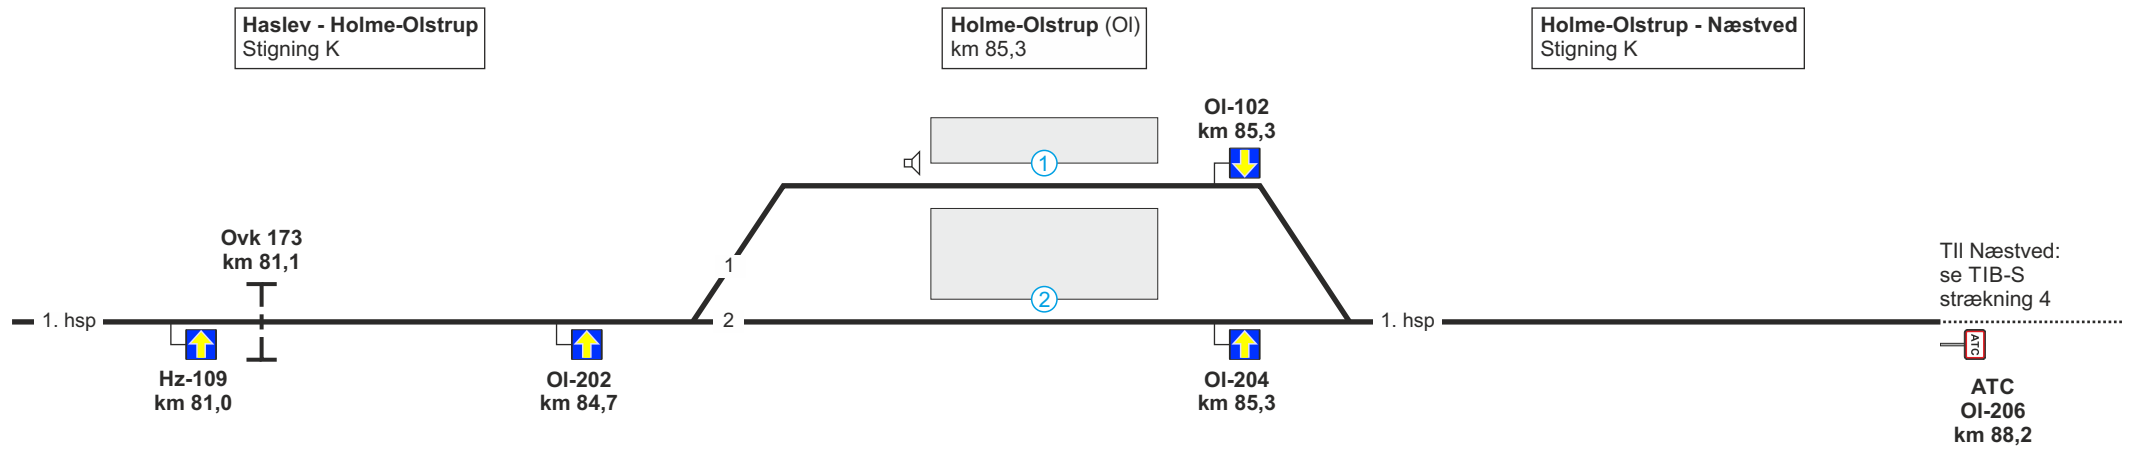 Haslev - Holme-Olstrup
Stigning K
Holme-Olstrup (Ol)
km 85,3
Holme-Olstrup - Næstved
Stigning K
Ol-102
km 85,3
1
Ovk 173
km 81,1
1
2
Tll Næstved:
se TIB-S
strækning 4
1. hsp
2
1. hsp
ATC
Hz-109
km 81,0
Ol-202
km 84,7
Ol-204
km 85,3
ATC
Ol-206
km 88,2